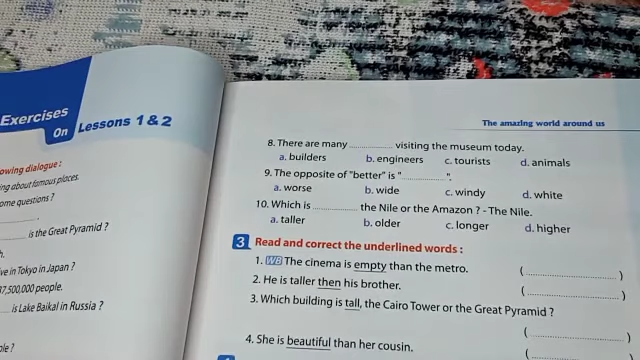 Exercises
On
Lessons 1 & 2
owing dialogue :
ng about famous places.
ome questions ?
.
............ is the Great Pyramid ?
h.
ve in Tokyo in Japan ?
37,500,000 people.
............ is Lake Baikal in Russia ?
ple ?
The amazing world around us
8. There are many ............ visiting the museum today.
a. builders b. engineers c. tourists d. animals
9. The opposite of "better" is "............".
a. worse b. wide c. windy d. white
10. Which is ............ the Nile or the Amazon ? - The Nile.
a. taller b. older c. longer d. higher
3 Read and correct the underlined words :
1. WB The cinema is empty than the metro. (............)
2. He is taller then his brother. (............)
3. Which building is tall, the Cairo Tower or the Great Pyramid ?
(............)
4. She is beautiful than her cousin. (............)